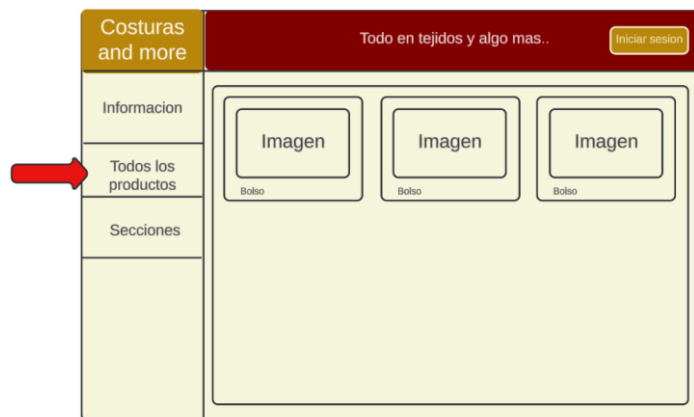 Costuras
and more
Todo en tejidos y algo mas..
Iniciar sesion
Informacion
Todos los
productos
Secciones
Imagen
Imagen
Imagen
Bolso
Bolso
Bolso